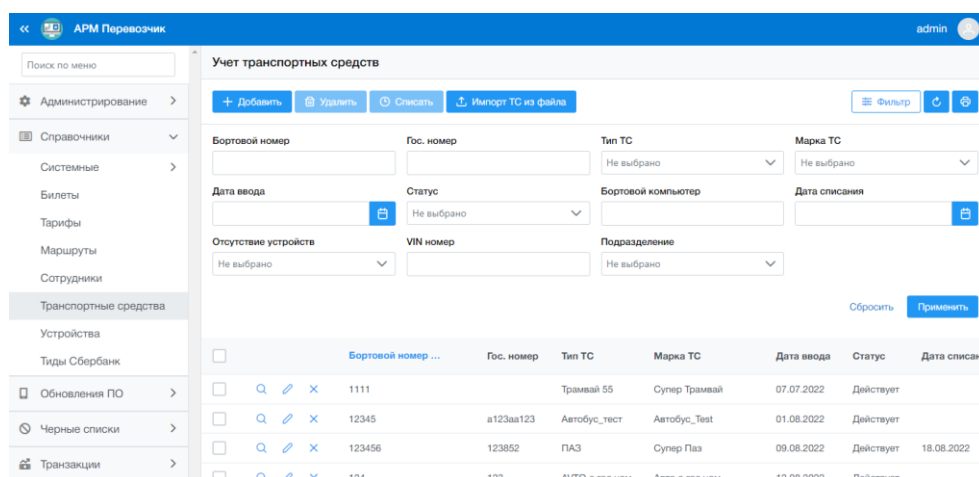 АРМ Перевозчик admin
Поиск по меню
Администрирование
Справочники
Системные
Билеты
Тарифы
Маршруты
Сотрудники
Транспортные средства
Устройства
Тиды Сбербанк
Обновления ПО
Черные списки
Транзакции
Учет транспортных средств
Добавить Удалить Списать Импорт ТС из файла Фильтр
Бортовой номер Гос. номер Тип ТС Марка ТС
Не выбрано Не выбрано
Дата ввода Статус Бортовой компьютер Дата списания
Не выбрано
Отсутствие устройств VIN номер Подразделение
Не выбрано Не выбрано
Сбросить Применить
Бортовой номер ... Гос. номер Тип ТС Марка ТС Дата ввода Статус Дата списан
1111 Трамвай 55 Супер Трамвай 07.07.2022 Действует
12345 а123аа123 Автобус_тест Автобус_Test 01.08.2022 Действует
123456 123852 ПАЗ Супер Паз 09.08.2022 Действует 18.08.2022